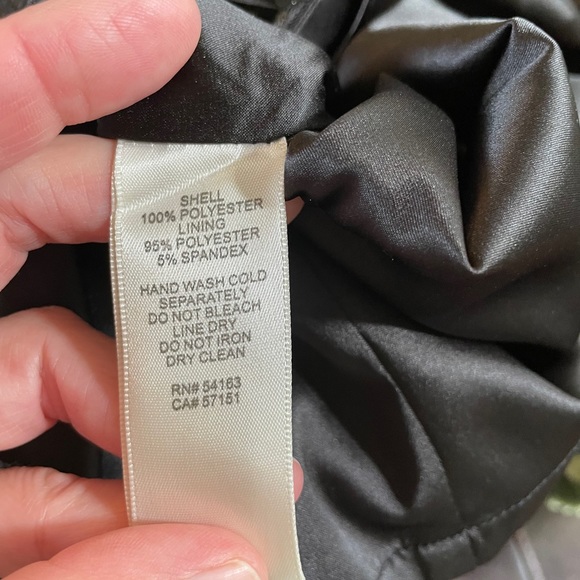 SHELL
100% POLYESTER
LINING
95% POLYESTER
5% SPANDEX
HAND WASH COLD
SEPARATELY
DO NOT BLEACH
LINE DRY
DO NOT IRON
DRY CLEAN
RN# 54163
CA# 57151